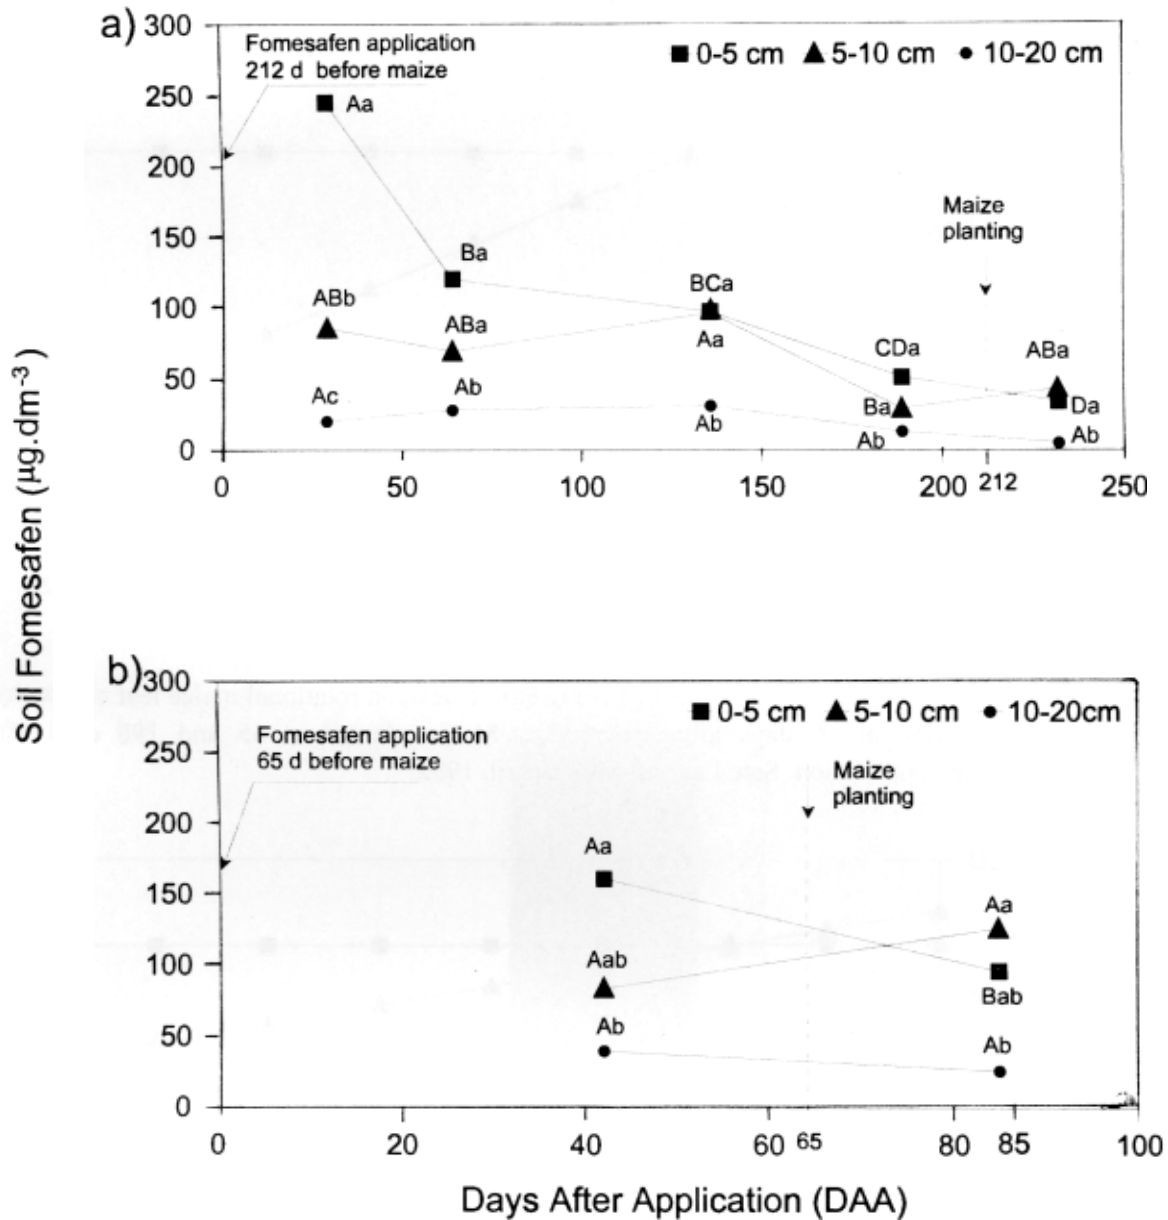 a)
300
250
200
150
100
50
0
Fomesafen application
212 d before maize
0-5 cm 5-10 cm 10-20 cm
Aa
Ba
ABb
ABa
Ac
Ab
BCa
Aa
Ab
CDa
Ba
Ab
Maize
planting
ABa
Da
Ab
0 50 100 150 200 212 250
Soil Fomesafen (µg.dm-3)
b)
300
250
200
150
100
50
0
Fomesafen application
65 d before maize
0-5 cm 5-10 cm 10-20cm
Maize
planting
Aa
Aab
Ab
Aa
Bab
Ab
0 20 40 60 65 80 85 100
Days After Application (DAA)